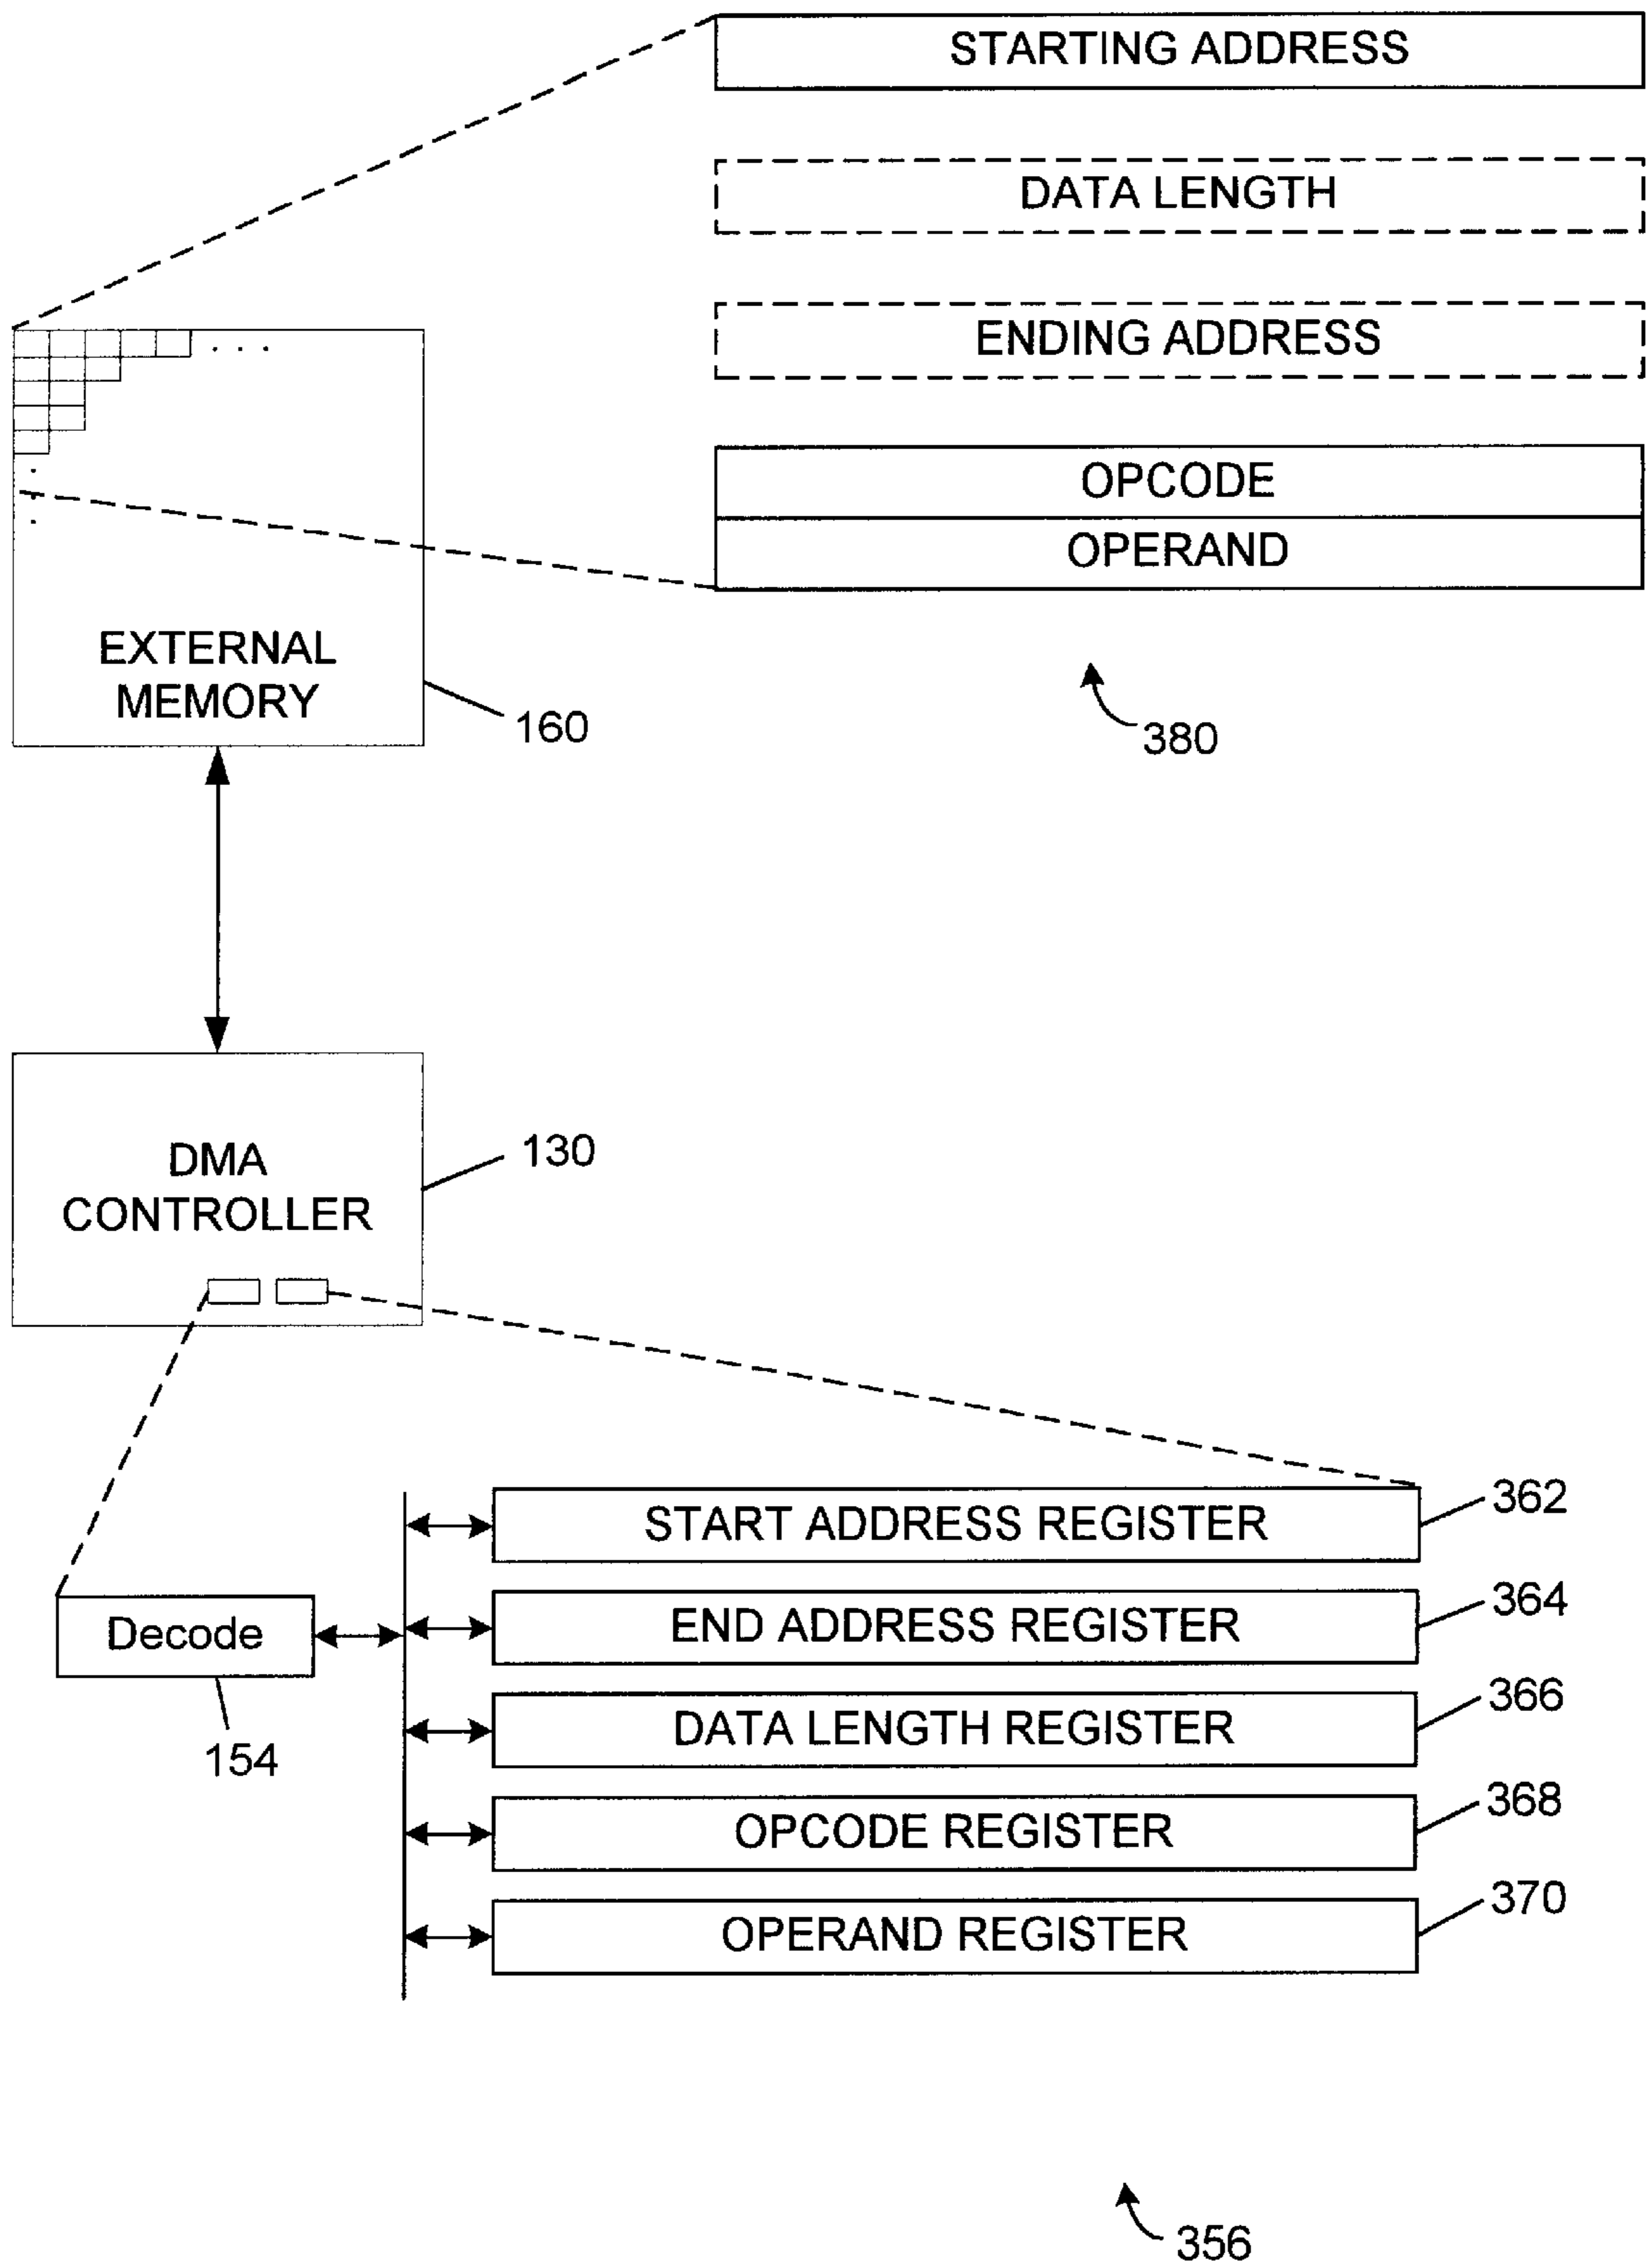 STARTING ADDRESS
DATA LENGTH
ENDING ADDRESS
OPCODE
OPERAND
380
EXTERNAL
MEMORY
160
DMA
CONTROLLER
130
START ADDRESS REGISTER
362
END ADDRESS REGISTER
364
Decode
154
DATA LENGTH REGISTER
366
OPCODE REGISTER
368
OPERAND REGISTER
370
356